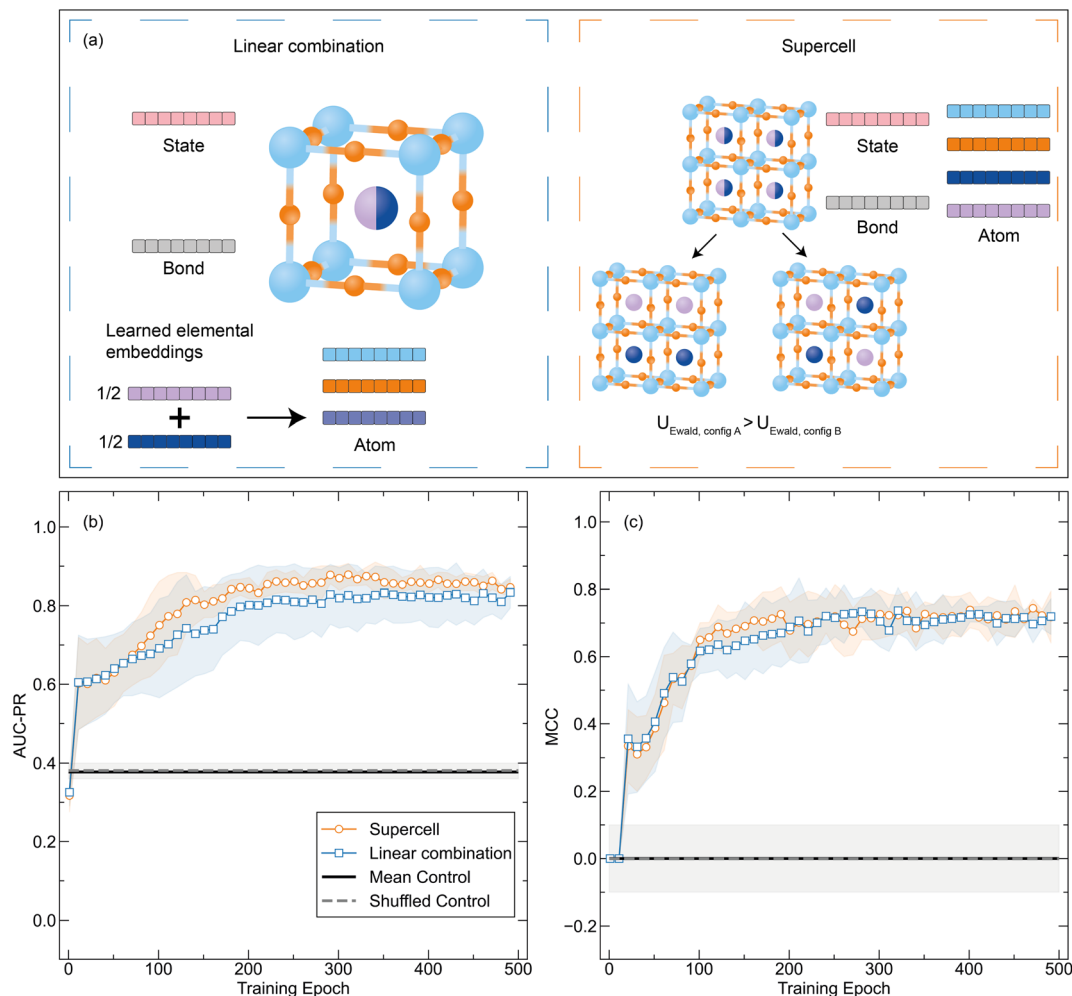 (a)
Linear combination
State
Bond
Learned elemental
embeddings
1/2
+
1/2
Atom
Supercell
State
Bond
Atom
U Ewald, config A > U Ewald, config B
(b)
AUC-PR
1.0
0.8
0.6
0.4
0.2
0.0
Supercell
Linear combination
Mean Control
Shuffled Control
0 100 200 300 400 500
Training Epoch
(c)
MCC
1.0
0.8
0.6
0.4
0.2
0.0
−0.2
0 100 200 300 400 500
Training Epoch